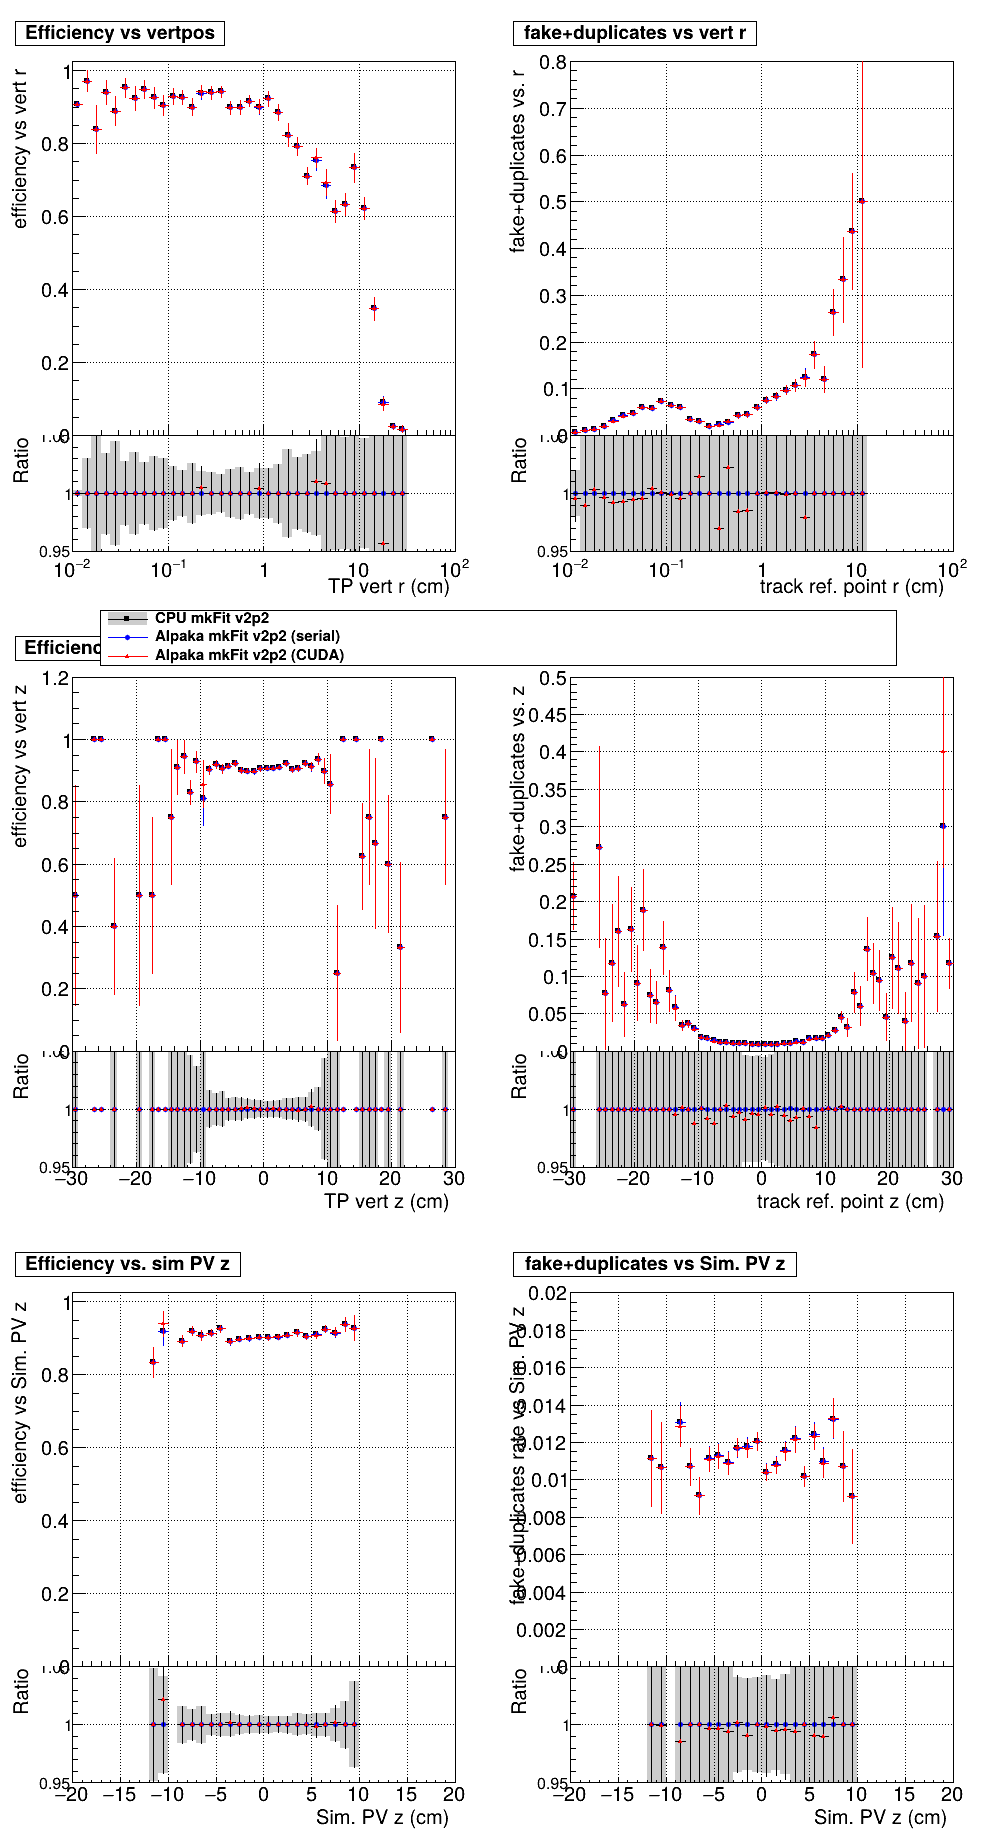 Efficiency vs vertpos
fake+duplicates vs vert r
efficiency vs vert r
1
0.8
0.6
0.4
0.2
0
Ratio
1
0.95
10⁻² 10⁻¹ 1 10 10²
TP vert r (cm)
fake+duplicates vs. r
0.8
0.7
0.6
0.5
0.4
0.3
0.2
0.1
0
Ratio
1
0.95
10⁻² 10⁻¹ 1 10 10²
track ref. point r (cm)
CPU mkFit v2p2
Alpaka mkFit v2p2 (serial)
Alpaka mkFit v2p2 (CUDA)
Efficienc
efficiency vs vert z
1.2
1
0.8
0.6
0.4
0.2
0
Ratio
1
0.95
−30 −20 −10 0 10 20 30
TP vert z (cm)
fake+duplicates vs. z
0.5
0.45
0.4
0.35
0.3
0.25
0.2
0.15
0.1
0.05
0
Ratio
1
0.95
−30 −20 −10 0 10 20 30
track ref. point z (cm)
Efficiency vs. sim PV z
fake+duplicates vs Sim. PV z
efficiency vs Sim. PV z
1
0.8
0.6
0.4
0.2
0
Ratio
1
0.95
−20 −15 −10 −5 0 5 10 15 20
Sim. PV z (cm)
fake+duplicates rate vs Sim. PV z
0.02
0.018
0.016
0.014
0.012
0.01
0.008
0.006
0.004
0.002
0
Ratio
1
0.95
−20 −15 −10 −5 0 5 10 15 20
Sim. PV z (cm)